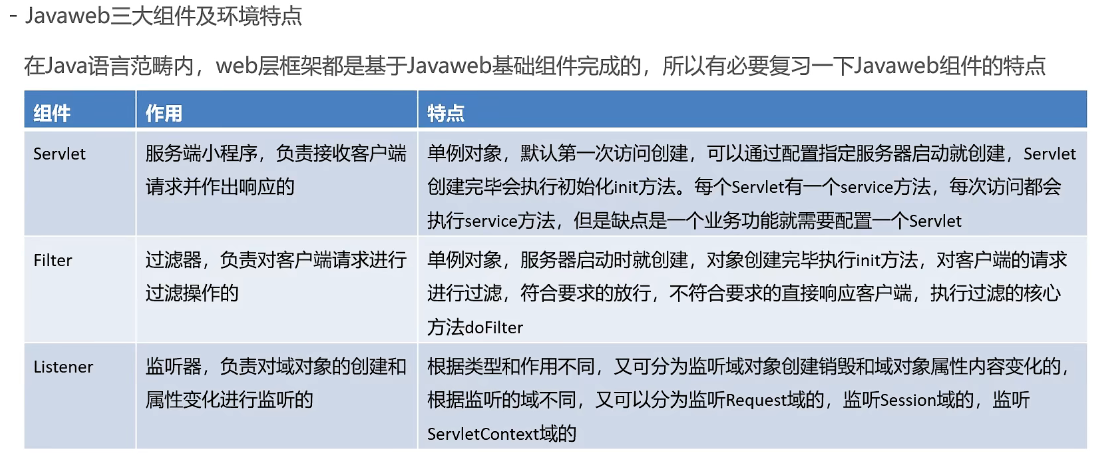 - Javaweb三大组件及环境特点
在Java语言范畴内，web层框架都是基于Javaweb基础组件完成的，所以有必要复习一下Javaweb组件的特点
组件 作用 特点
Servlet
服务端小程序，负责接收客户端
请求并作出响应的
单例对象，默认第一次访问创建，可以通过配置指定服务器启动就创建，Servlet
创建完毕会执行初始化init方法。每个Servlet有一个service方法，每次访问都会
执行service方法，但是缺点是一个业务功能就需要配置一个Servlet
Filter
过滤器，负责对客户端请求进行
过滤操作的
单例对象，服务器启动时就创建，对象创建完毕执行init方法，对客户端的请求
进行过滤，符合要求的放行，不符合要求的直接响应客户端，执行过滤的核心
方法doFilter
Listener
监听器，负责对域对象的创建和
属性变化进行监听的
根据类型和作用不同，又可分为监听域对象创建销毁和域对象属性内容变化的，
根据监听的域不同，又可以分为监听Request域的，监听Session域的，监听
ServletContext域的